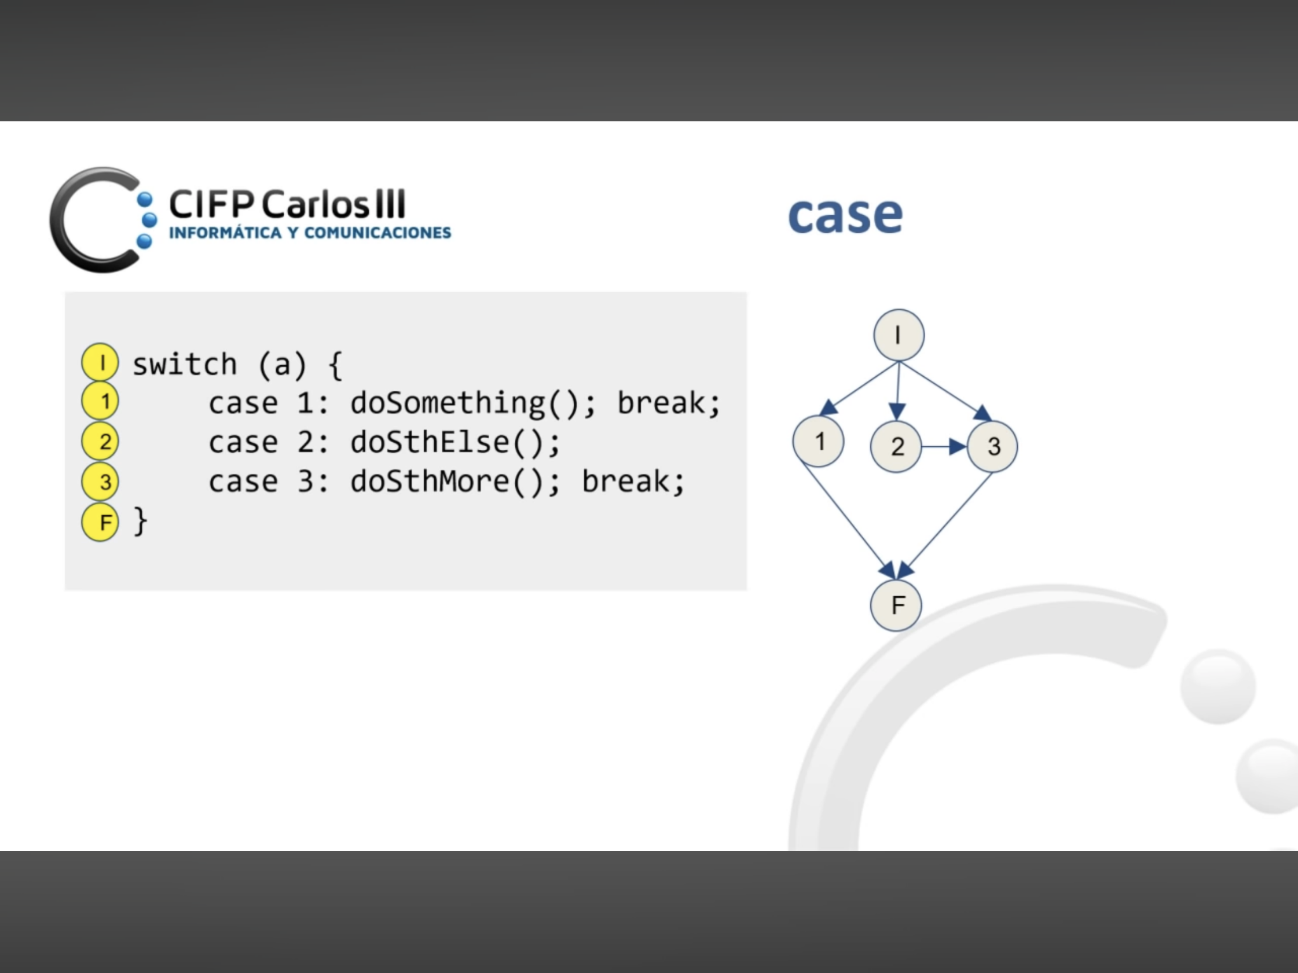 CIFP Carlos III
INFORMÁTICA Y COMUNICACIONES
case
I switch (a) {
1 case 1: doSomething(); break;
2 case 2: doSthElse();
3 case 3: doSthMore(); break;
F }
I
1 2 3
F